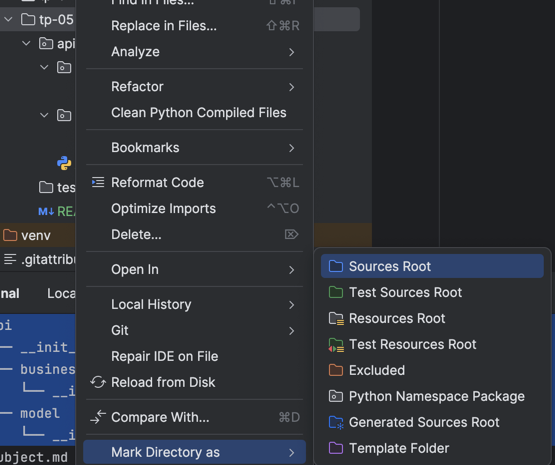 Find in Files...
tp-05
Replace in Files... ⇧⌘R
Analyze
api
Refactor
Clean Python Compiled Files
Bookmarks
Reformat Code ⌥⌘L
tes
Optimize Imports ^⌥O
M↓ REA
Delete...
venv
.gitattribu
Open In
Sources Root
nal Loca
Test Sources Root
Local History
Resources Root
Git
pi
Test Resources Root
__init_
Repair IDE on File
Excluded
busines
Reload from Disk
Python Namespace Package
__i
model
Compare With... ⌘D
Generated Sources Root
__i
Mark Directory as
Template Folder
ubject.md